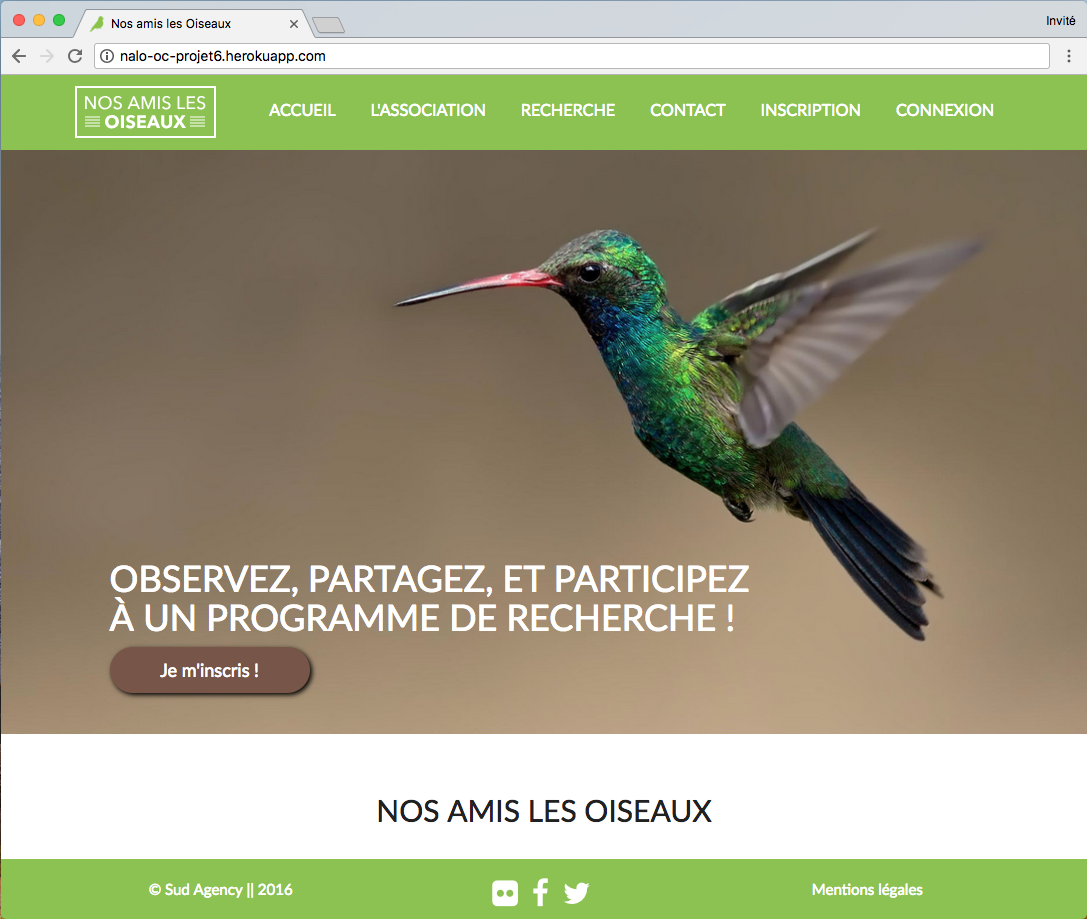 Nos amis les Oiseaux
Invité
nalo-oc-projet6.herokuapp.com
NOS AMIS LES
OISEAUX
ACCUEIL L'ASSOCIATION RECHERCHE CONTACT INSCRIPTION CONNEXION
OBSERVEZ, PARTAGEZ, ET PARTICIPEZ
À UN PROGRAMME DE RECHERCHE !
Je m'inscris !
NOS AMIS LES OISEAUX
© Sud Agency || 2016
Mentions légales